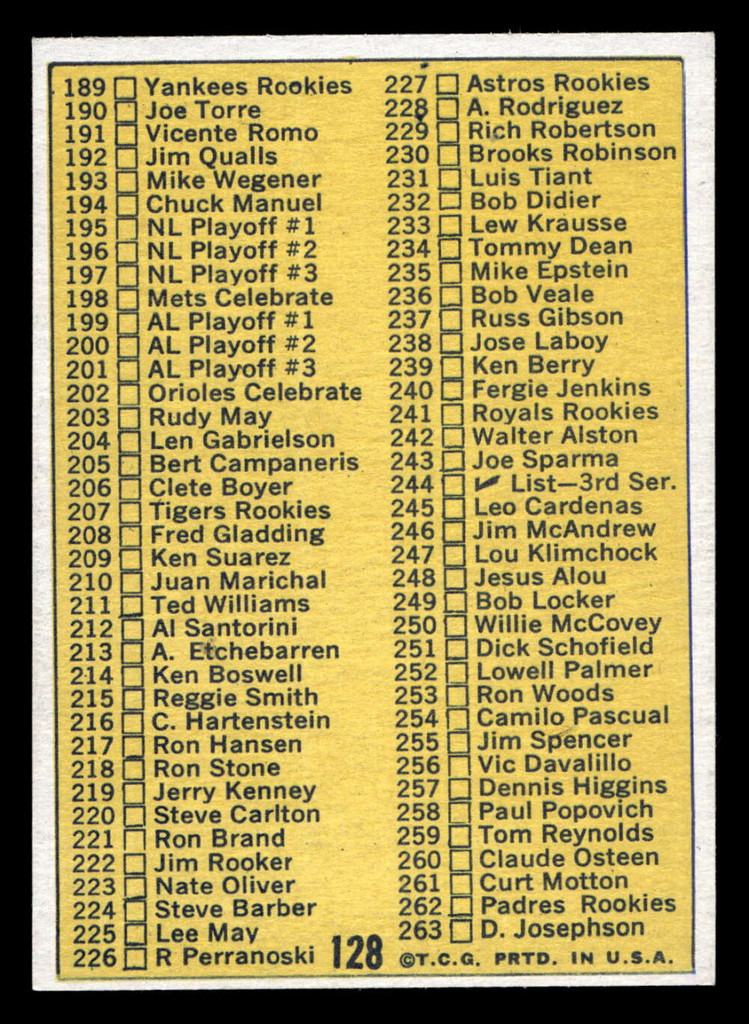 189 Yankees Rookies
190 Joe Torre
191 Vicente Romo
192 Jim Qualls
193 Mike Wegener
194 Chuck Manuel
195 NL Playoff #1
196 NL Playoff #2
197 NL Playoff #3
198 Mets Celebrate
199 AL Playoff #1
200 AL Playoff #2
201 AL Playoff #3
202 Orioles Celebrate
203 Rudy May
204 Len Gabrielson
205 Bert Campaneris
206 Clete Boyer
207 Tigers Rookies
208 Fred Gladding
209 Ken Suarez
210 Juan Marichal
211 Ted Williams
212 Al Santorini
213 A. Etchebarren
214 Ken Boswell
215 Reggie Smith
216 C. Hartenstein
217 Ron Hansen
218 Ron Stone
219 Jerry Kenney
220 Steve Carlton
221 Ron Brand
222 Jim Rooker
223 Nate Oliver
224 Steve Barber
225 Lee May
226 R Perranoski
227 Astros Rookies
228 A. Rodriguez
229 Rich Robertson
230 Brooks Robinson
231 Luis Tiant
232 Bob Didier
233 Lew Krausse
234 Tommy Dean
235 Mike Epstein
236 Bob Veale
237 Russ Gibson
238 Jose Laboy
239 Ken Berry
240 Fergie Jenkins
241 Royals Rookies
242 Walter Alston
243 Joe Sparma
244 List—3rd Ser.
245 Leo Cardenas
246 Jim McAndrew
247 Lou Klimchock
248 Jesus Alou
249 Bob Locker
250 Willie McCovey
251 Dick Schofield
252 Lowell Palmer
253 Ron Woods
254 Camilo Pascual
255 Jim Spencer
256 Vic Davalillo
257 Dennis Higgins
258 Paul Popovich
259 Tom Reynolds
260 Claude Osteen
261 Curt Motton
262 Padres Rookies
263 D. Josephson
128 ©T.C.G. PRTD. IN U.S.A.